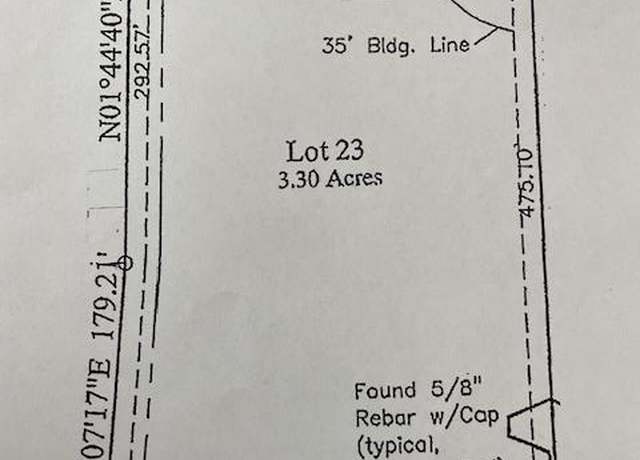 N01°44'40"
292.57'
35' Bldg. Line
Lot 23
3.30 Acres
475.10'
07'17"E 179.21'
Found 5/8"
Rebar w/Cap
(typical,